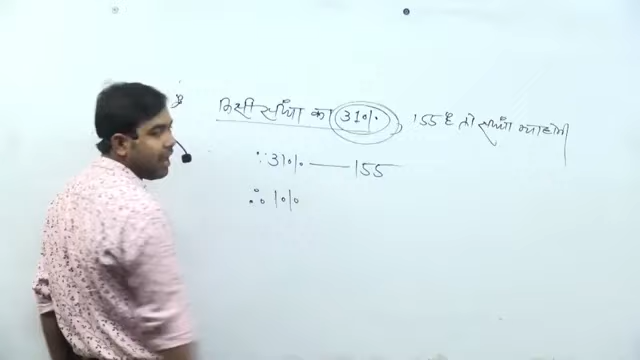 किसी संख्या का 31% 155 है तो संख्या क्या होगी
∵ 31% — 155
∴ 1%